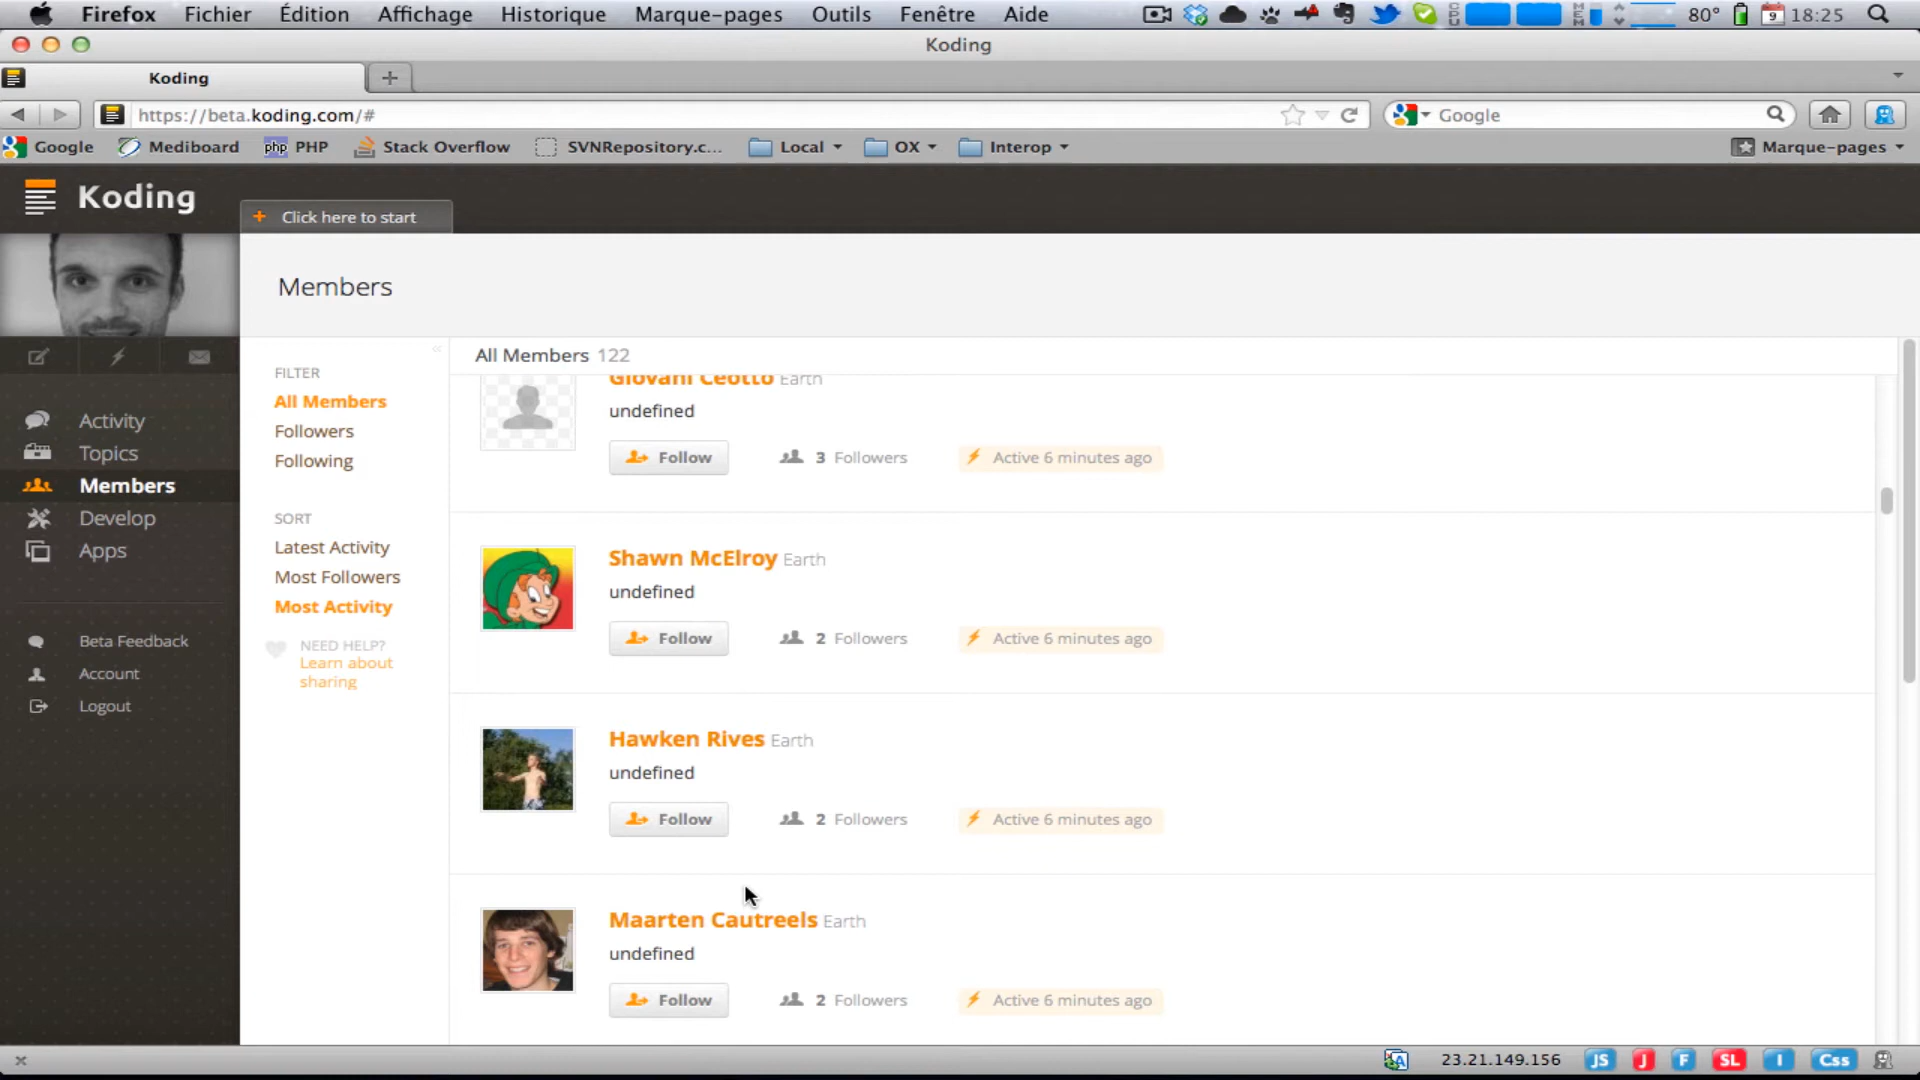 Firefox Fichier Édition Affichage Historique Marque-pages Outils Fenêtre Aide 80° 9 18:25
Koding
Koding
https://beta.koding.com/# Google
Google Mediboard php PHP Stack Overflow SVNRepository.c... Local OX Interop Marque-pages
Koding
+ Click here to start
Members
Activity
Topics
Members
Develop
Apps
Beta Feedback
Account
Logout
FILTER
All Members
Followers
Following
SORT
Latest Activity
Most Followers
Most Activity
NEED HELP?
Learn about
sharing
All Members 122
Giovani Ceotto Earth
undefined
Follow 3 Followers Active 6 minutes ago
Shawn McElroy Earth
undefined
Follow 2 Followers Active 6 minutes ago
Hawken Rives Earth
undefined
Follow 2 Followers Active 6 minutes ago
Maarten Cautreels Earth
undefined
Follow 2 Followers Active 6 minutes ago
23.21.149.156 JS J F SL I Css